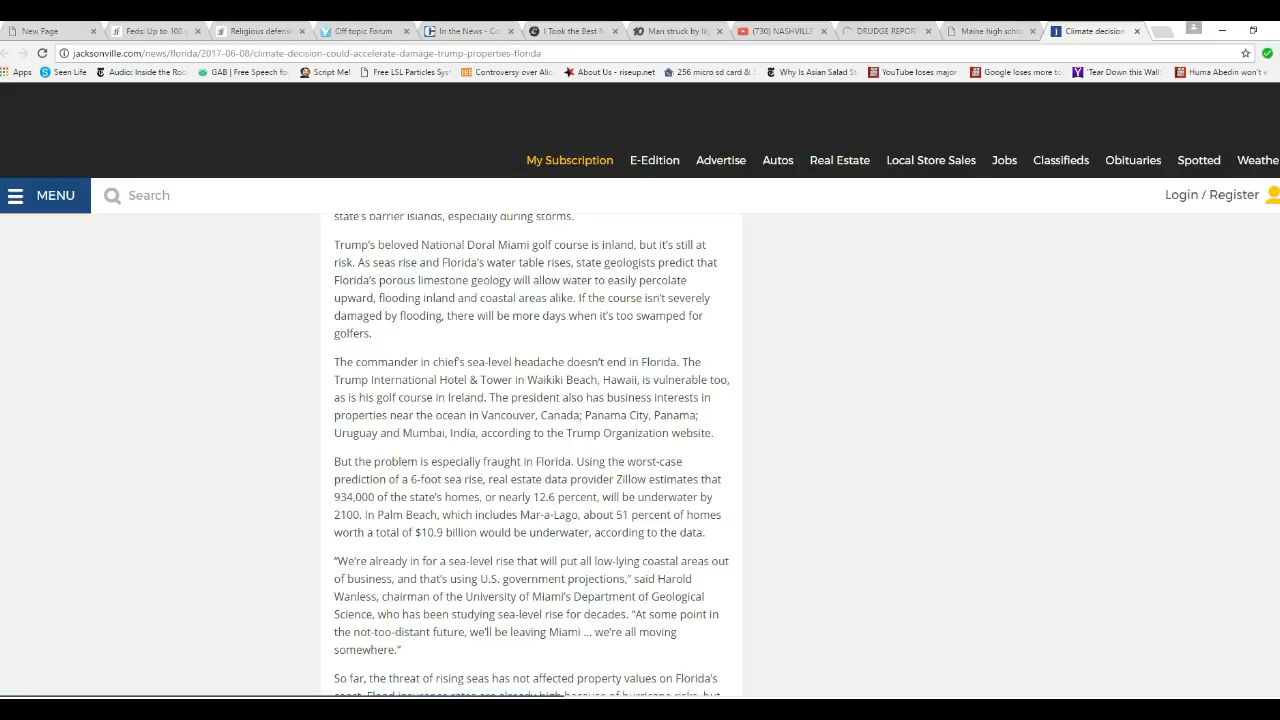 New Page
Feds: Up to 100 g
Religious defens
Off topic Forum
In the News - Co
I Took the Best N
Man struck by lig
(730) NASHVILLE
DRUDGE REPOR
Maine high schoo
Climate decision
jacksonville.com/news/florida/2017-06-08/climate-decision-could-accelerate-damage-trump-properties-florida
Apps
Seen Life
Audio: Inside the Roo
GAB | Free Speech fo
Script Me!
Free LSL Particles Sys
Controversy over Alic
About Us - riseup.net
256 micro sd card &
Why Is Asian Salad St
YouTube loses major
Google loses more to
'Tear Down this Wall'
Huma Abedin won't e
My Subscription
E-Edition
Advertise
Autos
Real Estate
Local Store Sales
Jobs
Classifieds
Obituaries
Spotted
Weathe
MENU
Search
Login / Register
state's barrier islands, especially during storms.
Trump's beloved National Doral Miami golf course is inland, but it's still at
risk. As seas rise and Florida's water table rises, state geologists predict that
Florida's porous limestone geology will allow water to easily percolate
upward, flooding inland and coastal areas alike. If the course isn't severely
damaged by flooding, there will be more days when it's too swamped for
golfers.
The commander in chief's sea-level headache doesn't end in Florida. The
Trump International Hotel & Tower in Waikiki Beach, Hawaii, is vulnerable too,
as is his golf course in Ireland. The president also has business interests in
properties near the ocean in Vancouver, Canada; Panama City, Panama;
Uruguay and Mumbai, India, according to the Trump Organization website.
But the problem is especially fraught in Florida. Using the worst-case
prediction of a 6-foot sea rise, real estate data provider Zillow estimates that
934,000 of the state's homes, or nearly 12.6 percent, will be underwater by
2100. In Palm Beach, which includes Mar-a-Lago, about 51 percent of homes
worth a total of $10.9 billion would be underwater, according to the data.
“We're already in for a sea-level rise that will put all low-lying coastal areas out
of business, and that's using U.S. government projections,” said Harold
Wanless, chairman of the University of Miami's Department of Geological
Science, who has been studying sea-level rise for decades. “At some point in
the not-too-distant future, we'll be leaving Miami ... we're all moving
somewhere.”
So far, the threat of rising seas has not affected property values on Florida's
coast. Flood insurance rates are already high because of hurricane risks, but